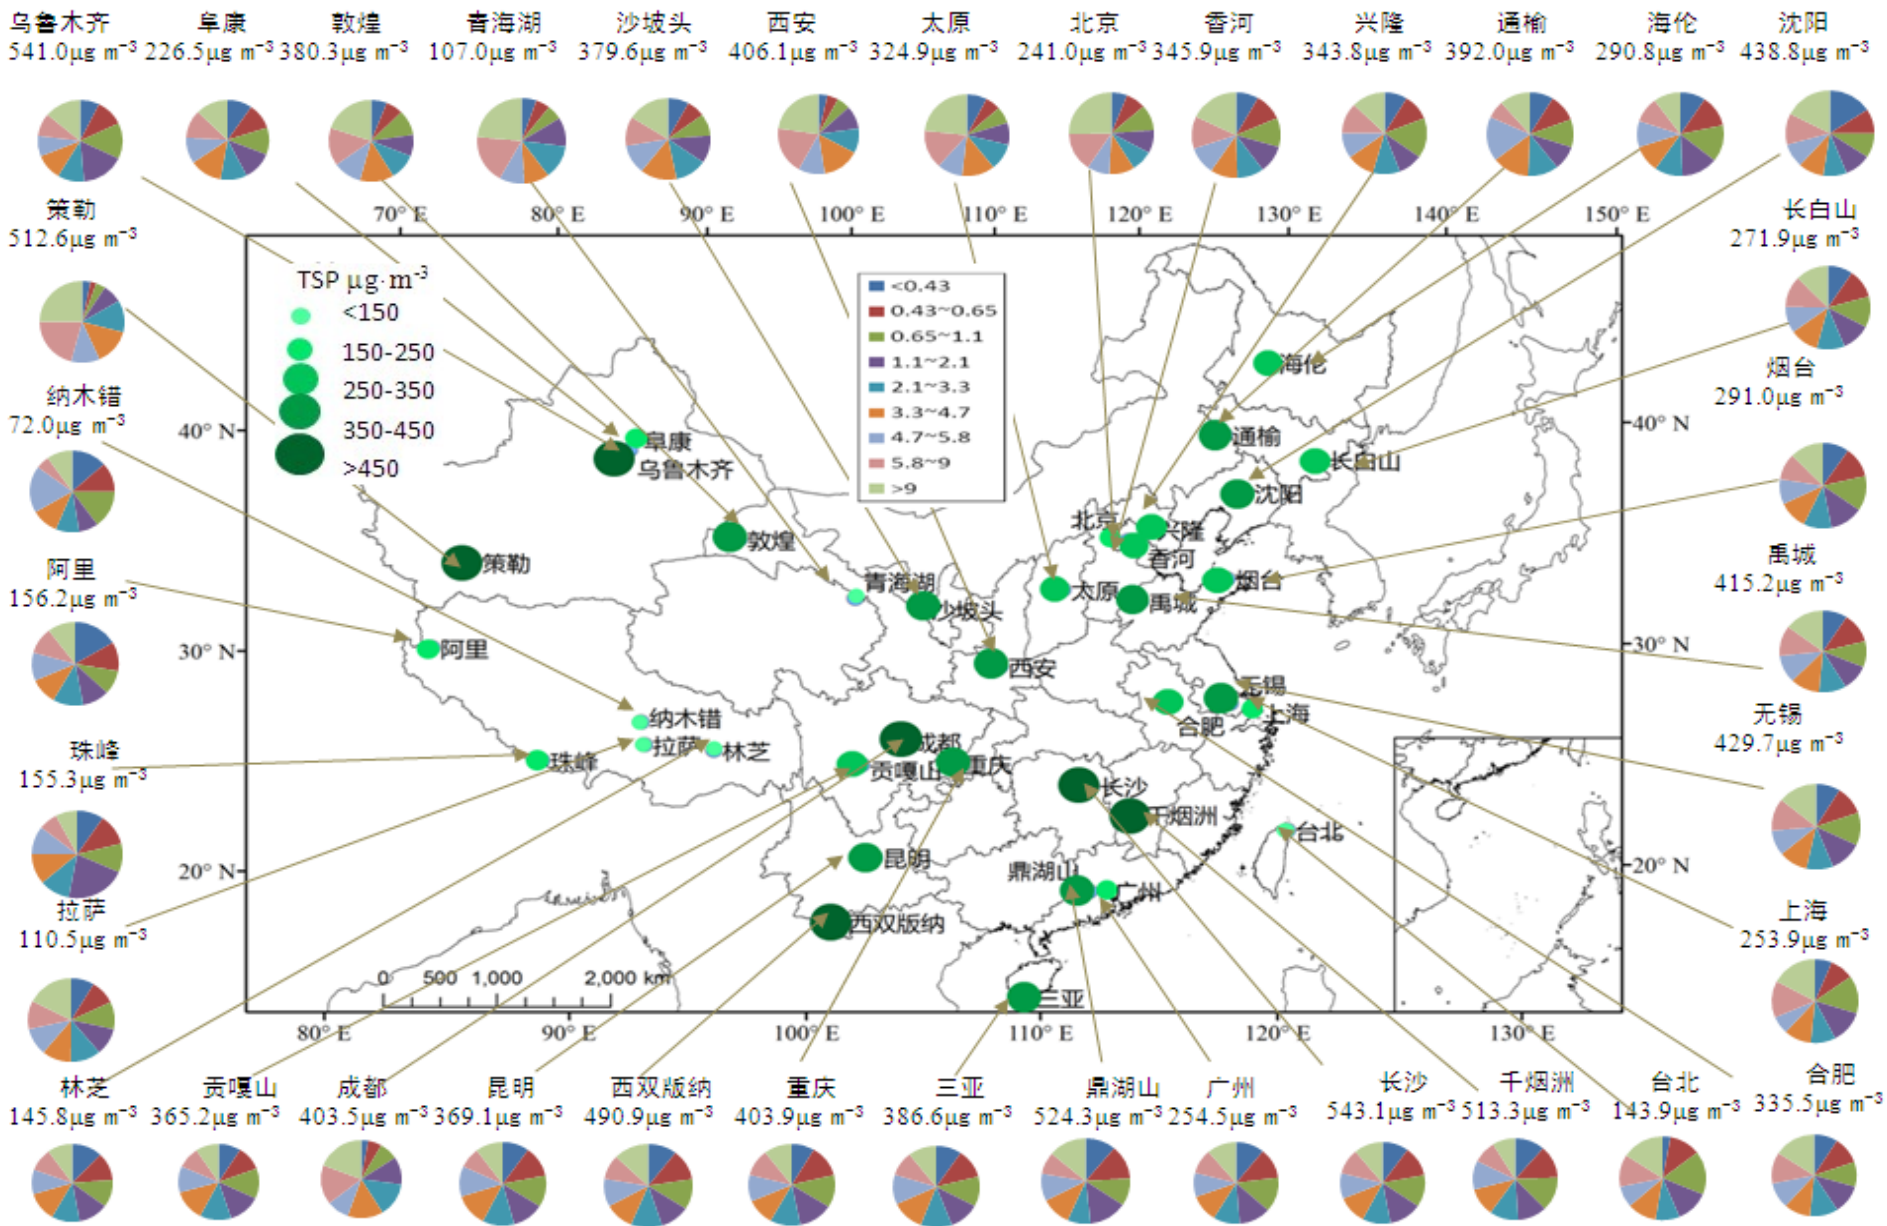 乌鲁木齐 阜康 敦煌 青海湖 沙坡头 西安 太原 北京 香河 兴隆 通榆 海伦 沈阳
541.0μg m⁻³ 226.5μg m⁻³ 380.3μg m⁻³ 107.0μg m⁻³ 379.6μg m⁻³ 406.1μg m⁻³ 324.9μg m⁻³ 241.0μg m⁻³ 345.9μg m⁻³ 343.8μg m⁻³ 392.0μg m⁻³ 290.8μg m⁻³ 438.8μg m⁻³
策勒
512.6μg m⁻³
纳木错
72.0μg m⁻³
阿里
156.2μg m⁻³
珠峰
155.3μg m⁻³
拉萨
110.5μg m⁻³
70° E 80° E 90° E 100° E 110° E 120° E 130° E 140° E 150° E
TSP μg·m⁻³
<150
150-250
250-350
350-450
>450
<0.43
0.43~0.65
0.65~1.1
1.1~2.1
2.1~3.3
3.3~4.7
4.7~5.8
5.8~9
>9
40° N
30° N
20° N
40° N
30° N
20° N
海伦
阜康
通榆
乌鲁木齐
长白山
沈阳
北京
兴隆
敦煌
香河
策勒
青海湖
烟台
太原
禹城
沙坡头
阿里
西安
无锡
纳木错
上海
合肥
拉萨
林芝
成都
珠峰
贡嘎山
重庆
长沙
千烟洲
台北
昆明
鼎湖山
广州
西双版纳
三亚
0 500 1,000 2,000 km
80° E 90° E 100° E 110° E 120° E 130° E
长白山
271.9μg m⁻³
烟台
291.0μg m⁻³
禹城
415.2μg m⁻³
无锡
429.7μg m⁻³
上海
253.9μg m⁻³
林芝 贡嘎山 成都 昆明 西双版纳 重庆 三亚 鼎湖山 广州 长沙 千烟洲 台北 合肥
145.8μg m⁻³ 365.2μg m⁻³ 403.5μg m⁻³ 369.1μg m⁻³ 490.9μg m⁻³ 403.9μg m⁻³ 386.6μg m⁻³ 524.3μg m⁻³ 254.5μg m⁻³ 543.1μg m⁻³ 513.3μg m⁻³ 143.9μg m⁻³ 335.5μg m⁻³